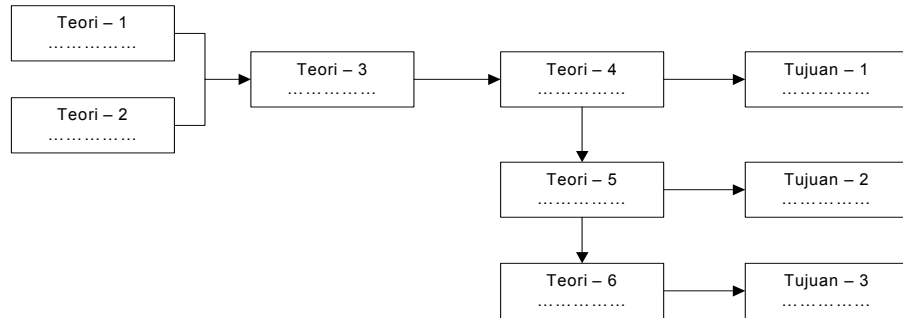 Teori – 1
……………
Teori – 2
……………
Teori – 3
……………
Teori – 4
……………
Tujuan – 1
……………
Teori – 5
……………
Tujuan – 2
……………
Teori – 6
……………
Tujuan – 3
……………